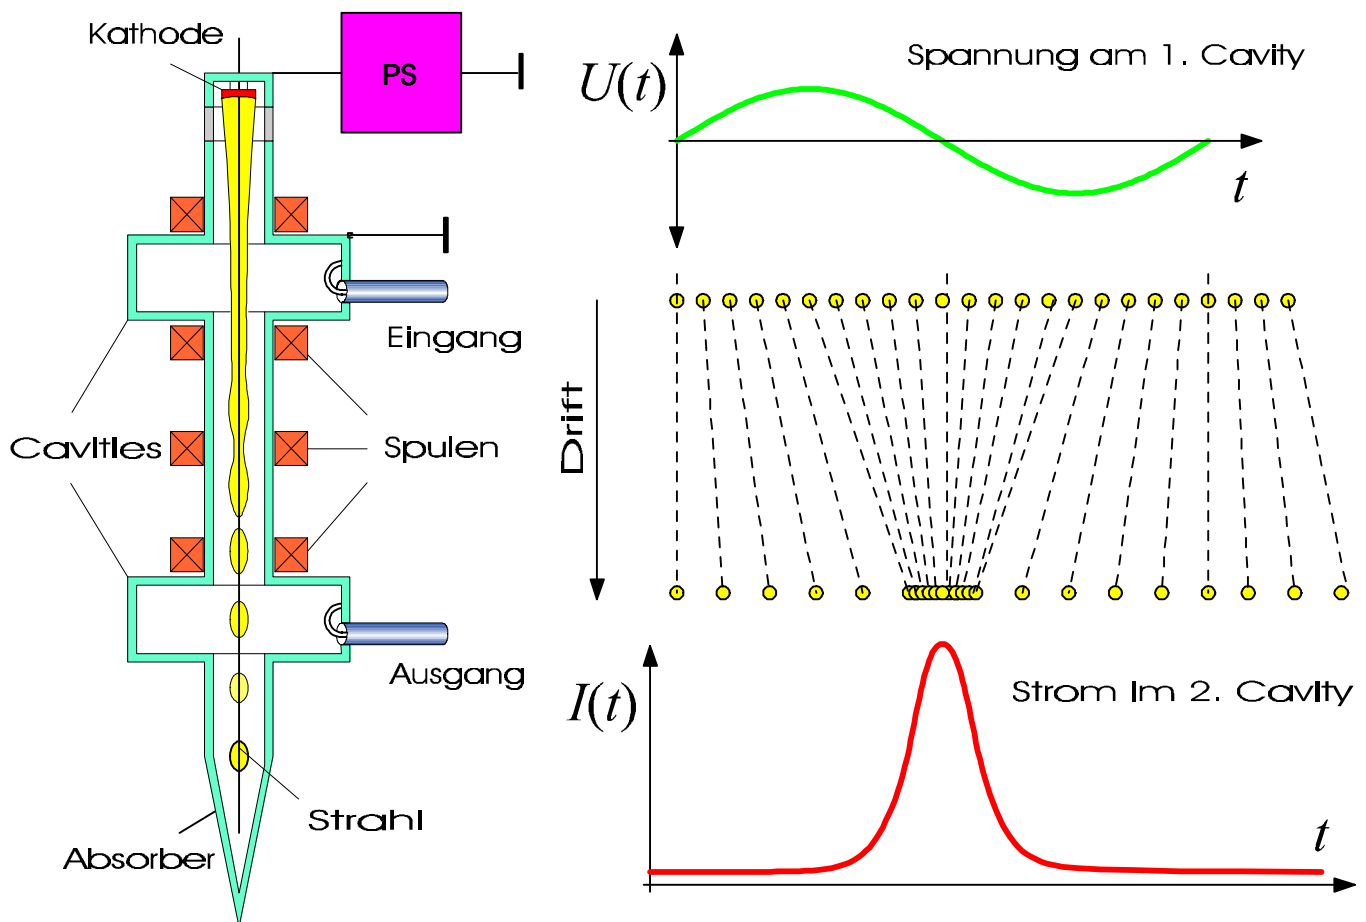 Kathode
PS
Eingang
Cavities
Spulen
Ausgang
Strahl
Absorber
Spannung am 1. Cavity
U(t)
t
Drift
Strom im 2. Cavity
I(t)
t